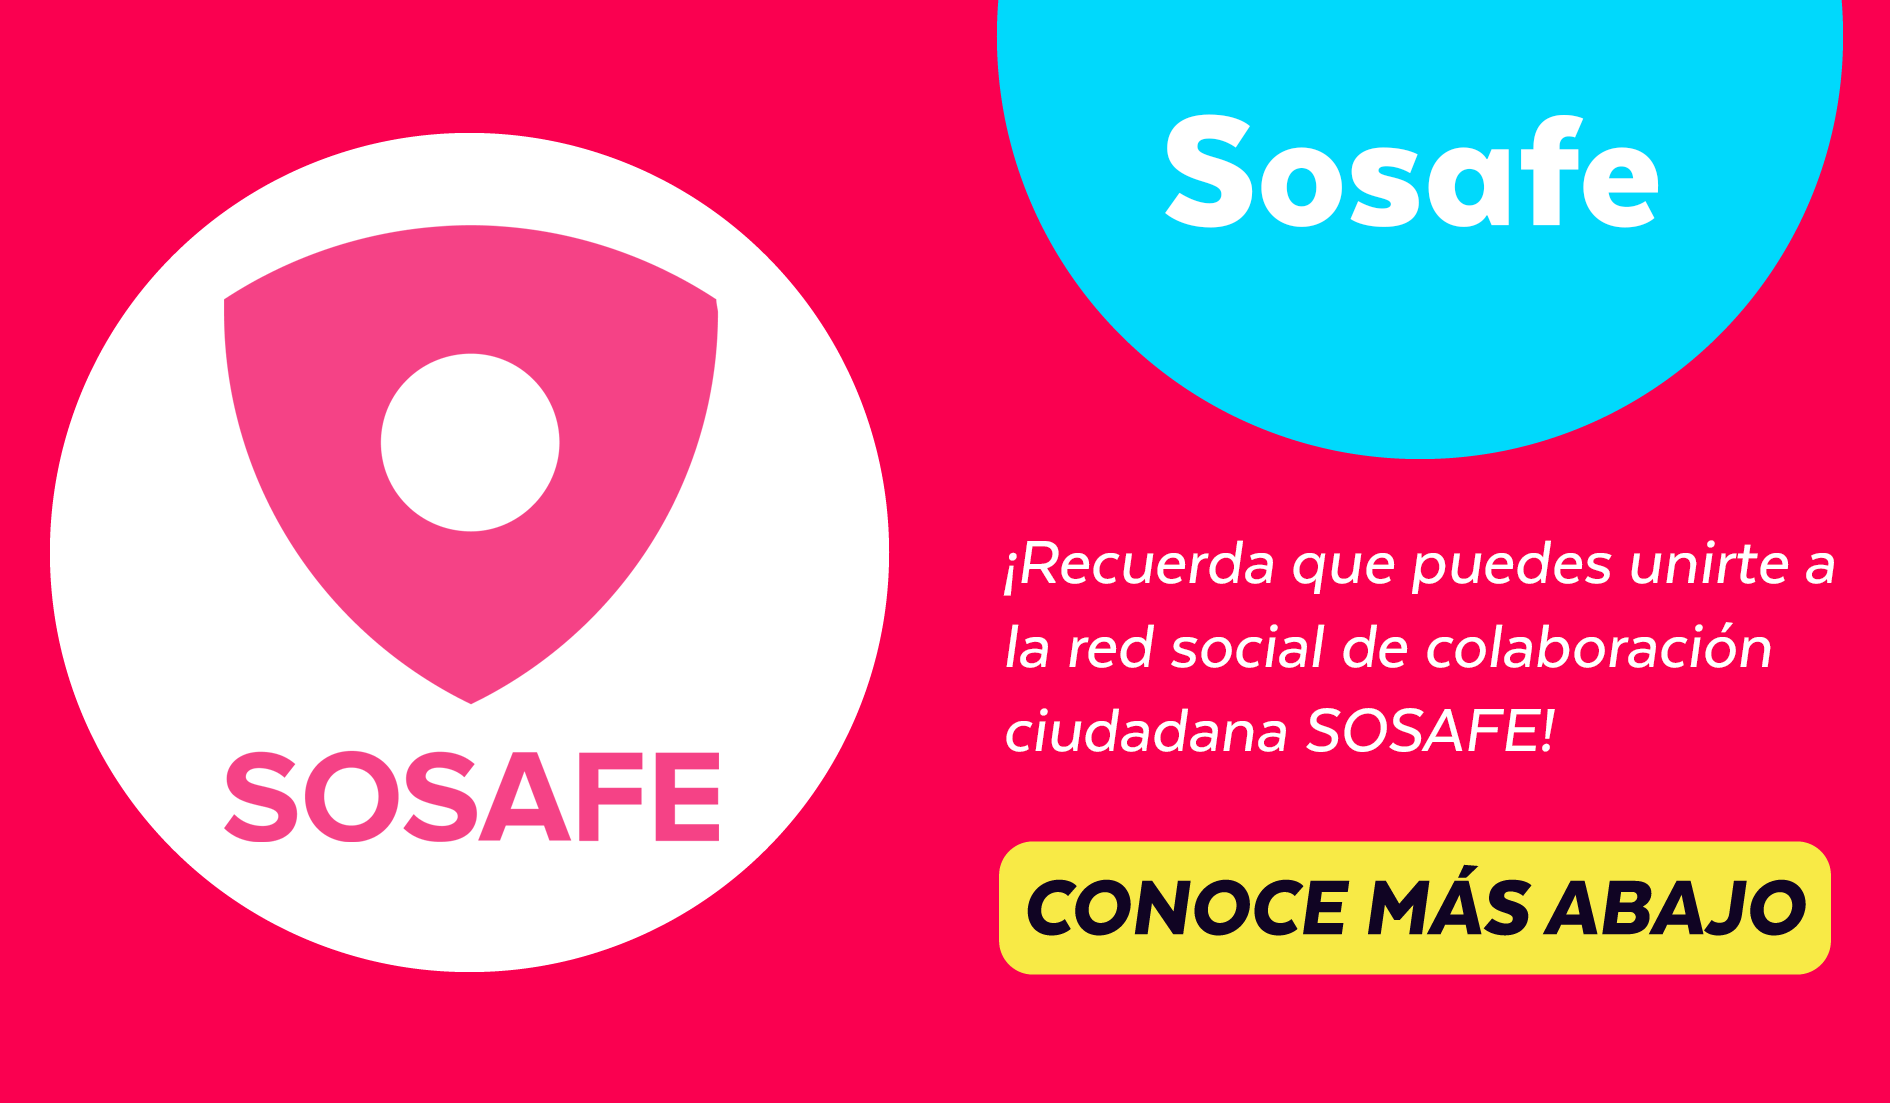 SOSAFE
Sosafe
¡Recuerda que puedes unirte a
la red social de colaboración
ciudadana SOSAFE!
CONOCE MÁS ABAJO